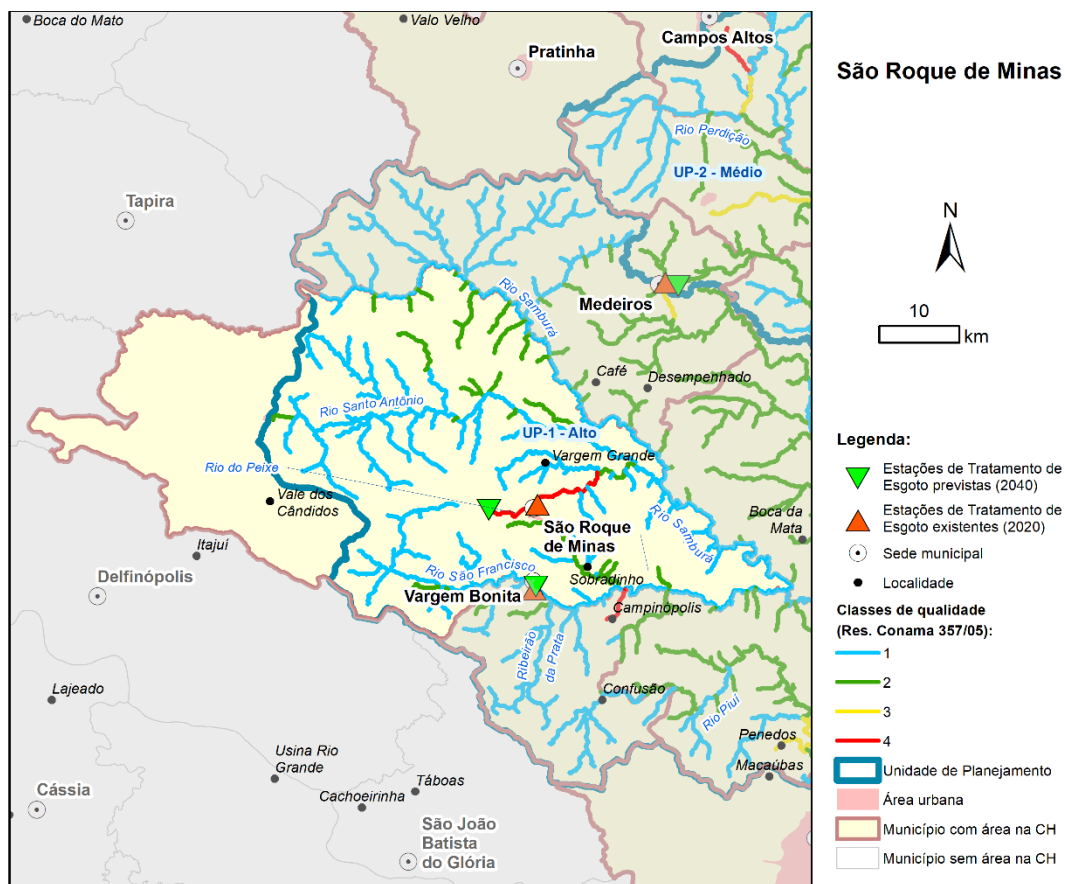 Boca do Mato
Valo Velho
Campos Altos
Pratinha
São Roque de Minas
Rio Perdição
UP-2 - Médio
Tapira
N
Rio Samburá
Medeiros
10
km
Café
Desempenhado
Rio Santo Antônio
UP-1 - Alto
Vargem Grande
Rio do Peixe
Legenda:
Estações de Tratamento de
Esgoto previstas (2040)
Vale dos
Cândidos
São Roque
de Minas
Rio Samburá
Boca da
Mata
Estações de Tratamento de
Esgoto existentes (2020)
Itajuí
Sede municipal
Delfinópolis
Rio São Francisco
Sobradinho
Localidade
Vargem Bonita
Campinópolis
Classes de qualidade
(Res. Conama 357/05):
Ribeirão
da Prata
1
Lajeado
Confusão
2
Rio Piuí
3
Penedos
4
Usina Rio
Grande
Macaúbas
Unidade de Planejamento
Táboas
Cássia
Cachoeirinha
Área urbana
São João
Batista
do Glória
Município com área na CH
Município sem área na CH